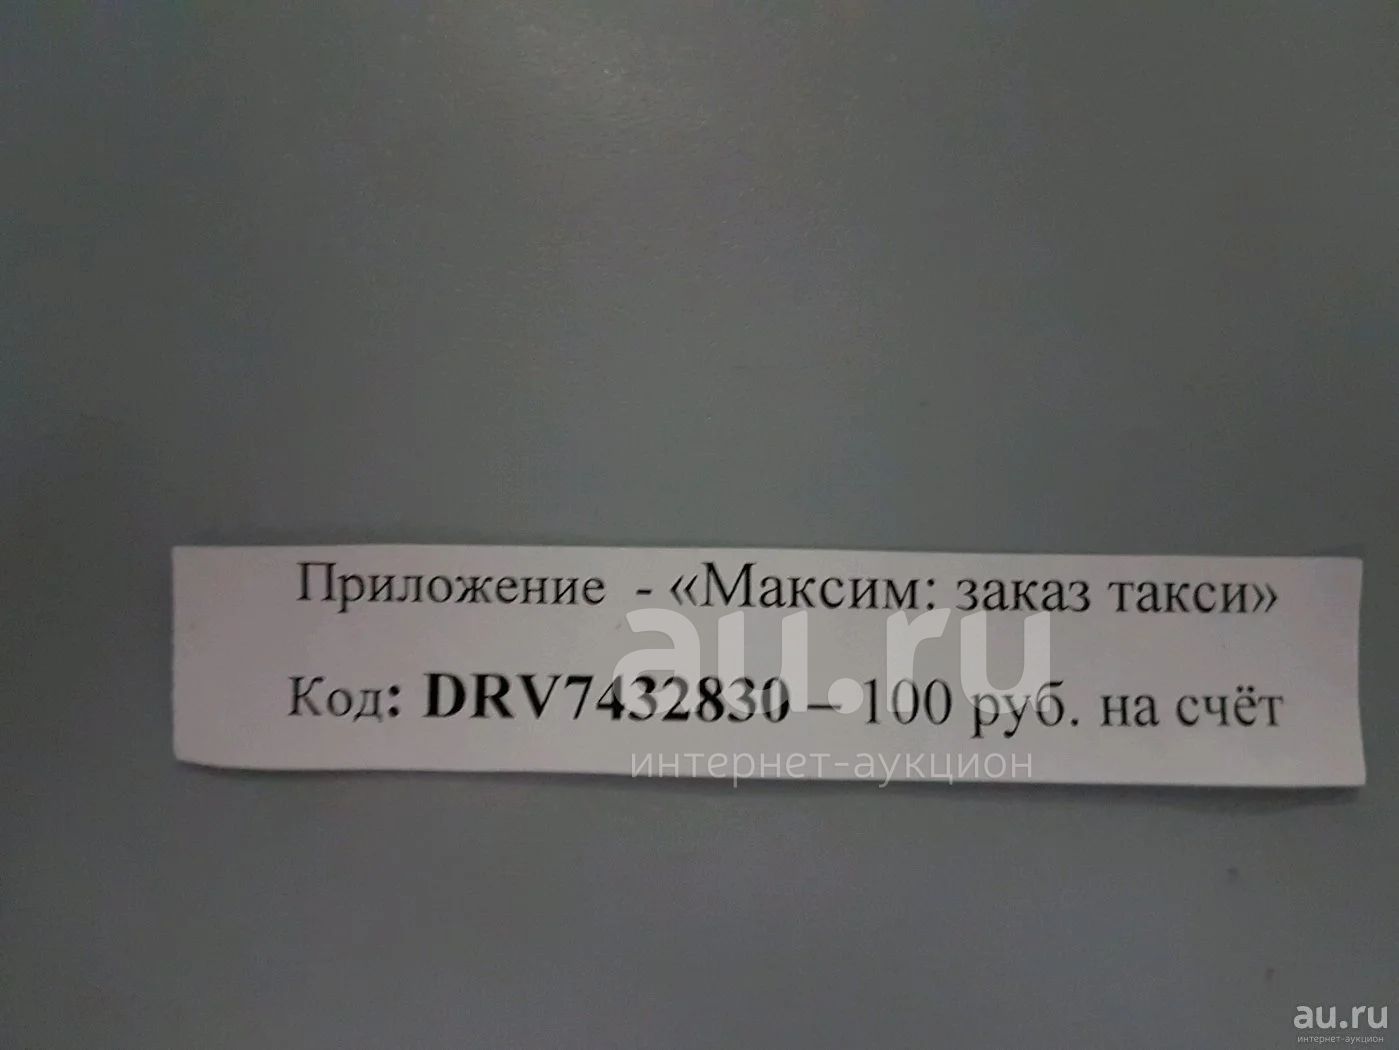 Приложение - «Максим: заказ такси»
au.ru
Код: DRV7432830 – 100 руб. на счёт
интернет-аукцион
au.ru
интернет-аукцион